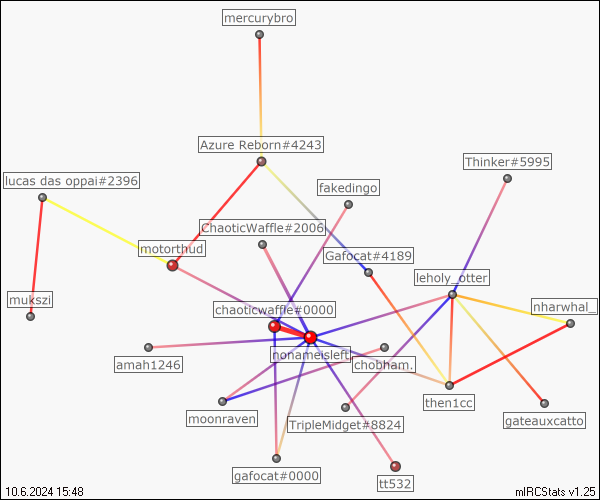 mercurybro
Azure Reborn#4243
Thinker#5995
lucas das oppai#2396
fakedingo
ChaoticWaffle#2006
motorthud
Gafocat#4189
leholy_otter
mukszi
chaoticwaffle#0000
nharwhal_
nonameisleft
amah1246
chobham.
then1cc
moonraven
TripleMidget#8824
gateauxcatto
gafocat#0000
tt532
10.6.2024 15:48
mIRCStats v1.25